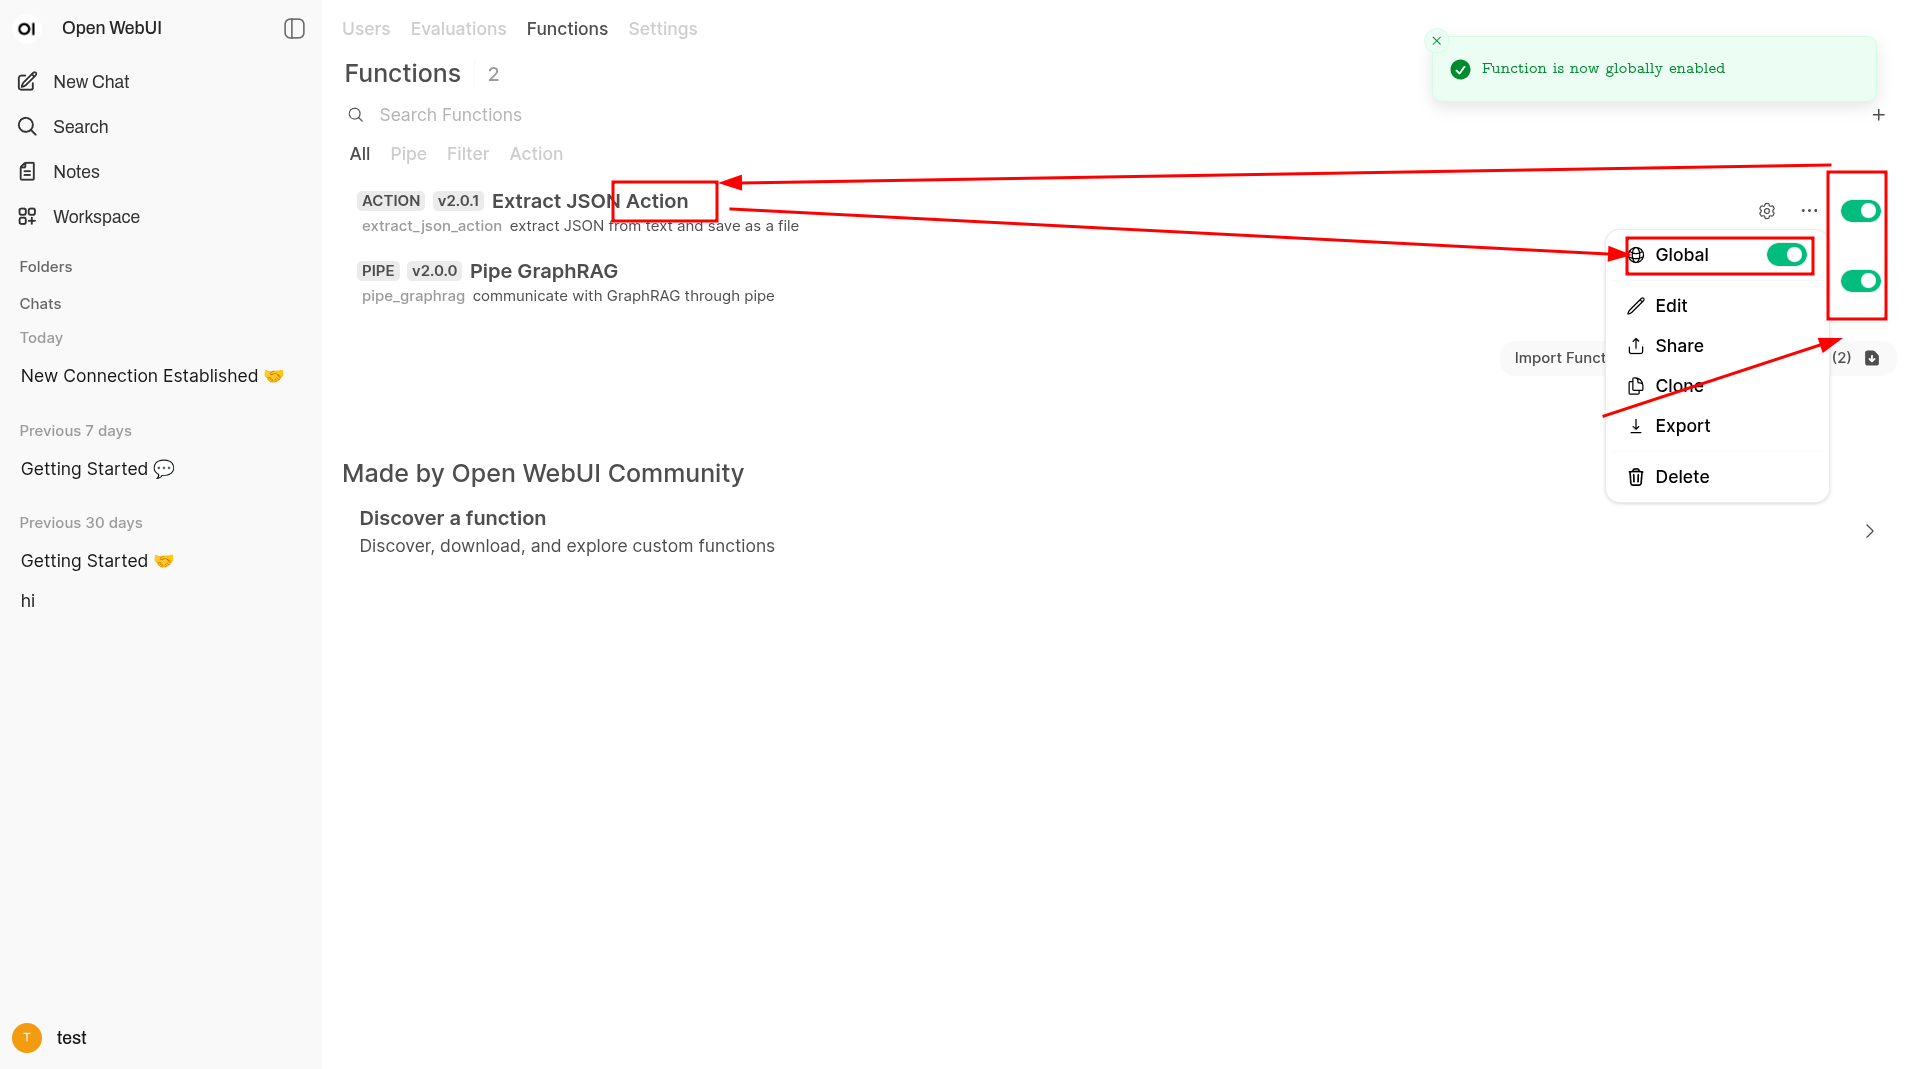 OI Open WebUI
New Chat
Search
Notes
Workspace
Folders
Chats
Today
New Connection Established 🤝
Previous 7 days
Getting Started 💬
Previous 30 days
Getting Started 🤝
hi
T test
Users Evaluations Functions Settings
Functions 2
Function is now globally enabled
Search Functions
All Pipe Filter Action
ACTION v2.0.1 Extract JSON Action
extract_json_action extract JSON from text and save as a file
PIPE v2.0.0 Pipe GraphRAG
pipe_graphrag communicate with GraphRAG through pipe
Global
Edit
Share
Clone
Export
Delete
Import Funct
(2)
Made by Open WebUI Community
Discover a function
Discover, download, and explore custom functions